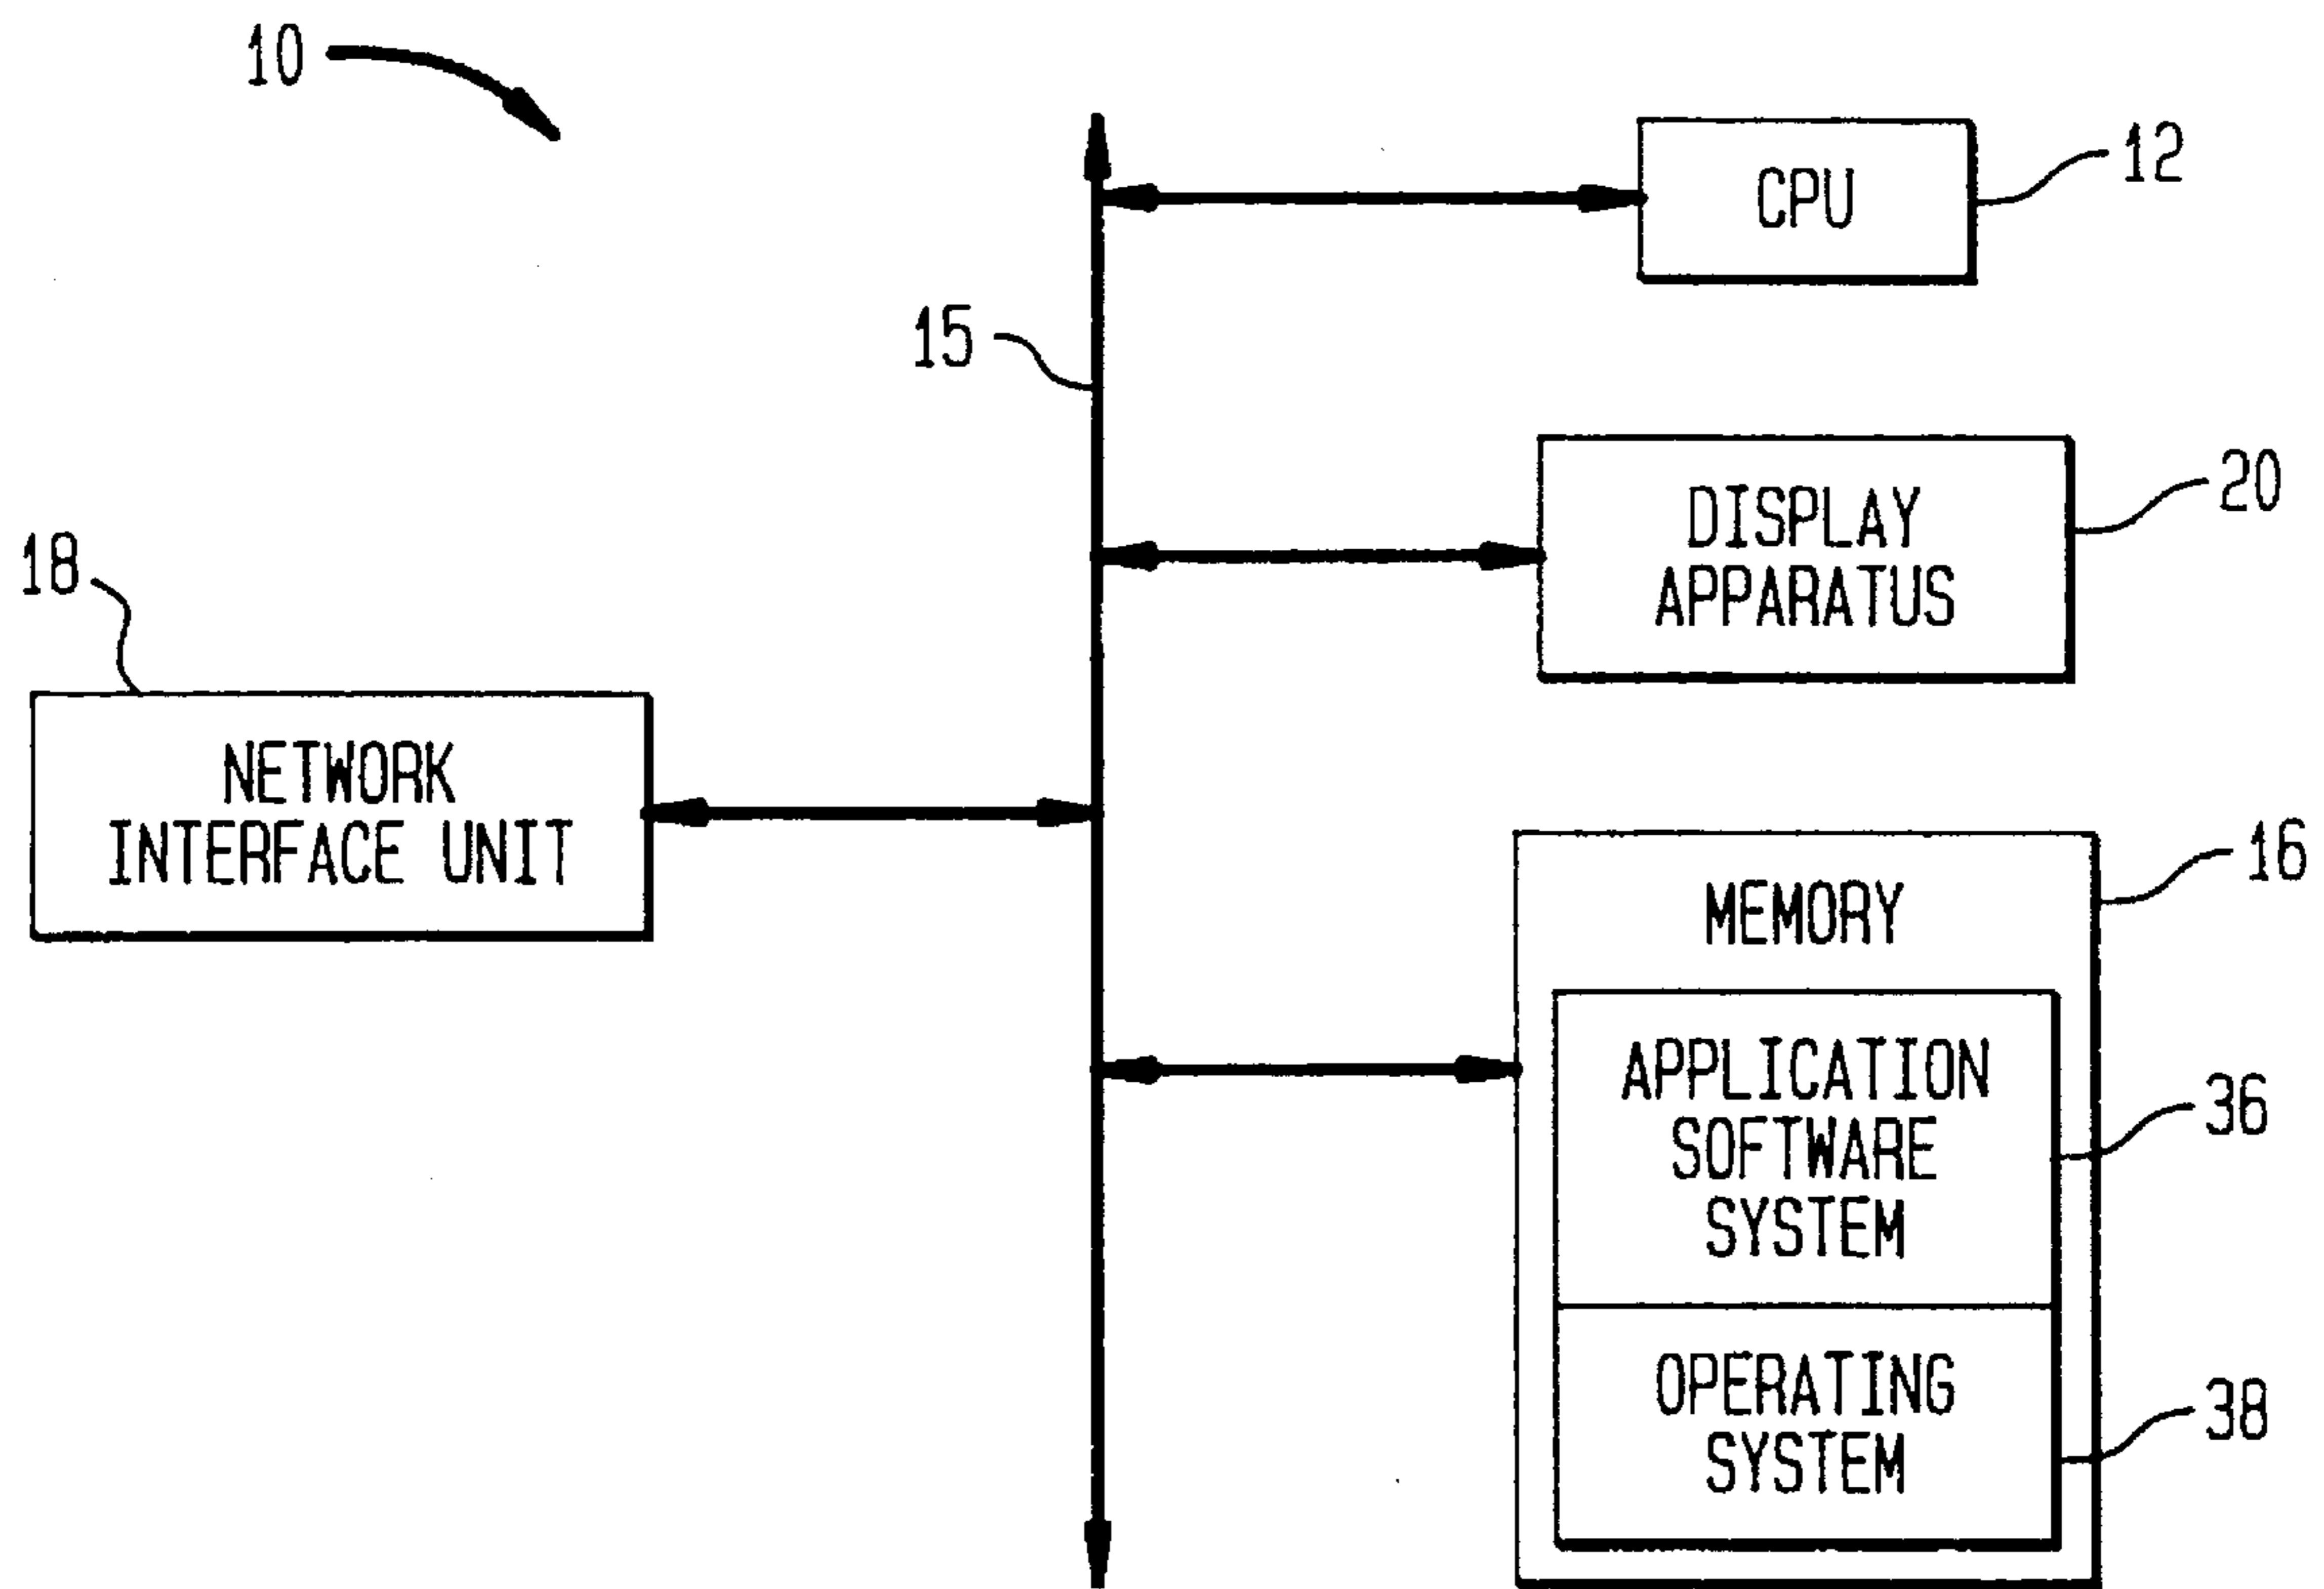 10
12
CPU
15
20
DISPLAY
APPARATUS
18
NETWORK
INTERFACE UNIT
16
MEMORY
APPLICATION
SOFTWARE
SYSTEM
36
OPERATING
SYSTEM
38